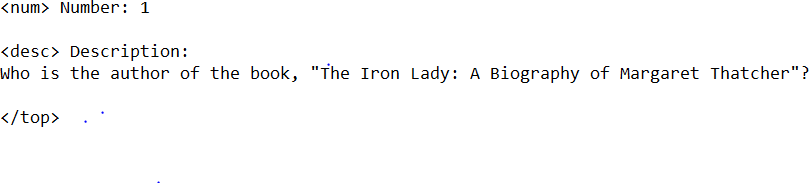 <num> Number: 1
<desc> Description:
Who is the author of the book, "The Iron Lady: A Biography of Margaret Thatcher"?
</top>